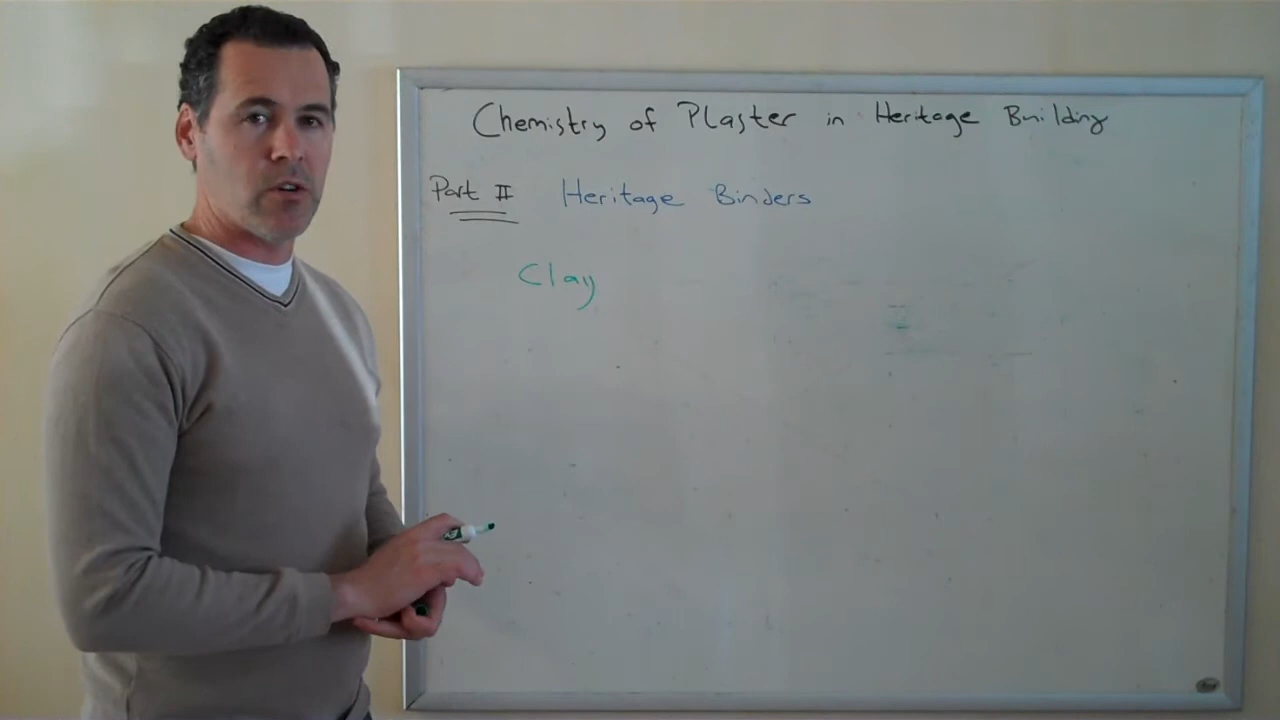 Chemistry of Plaster in Heritage Building
Part II Heritage Binders
Clay